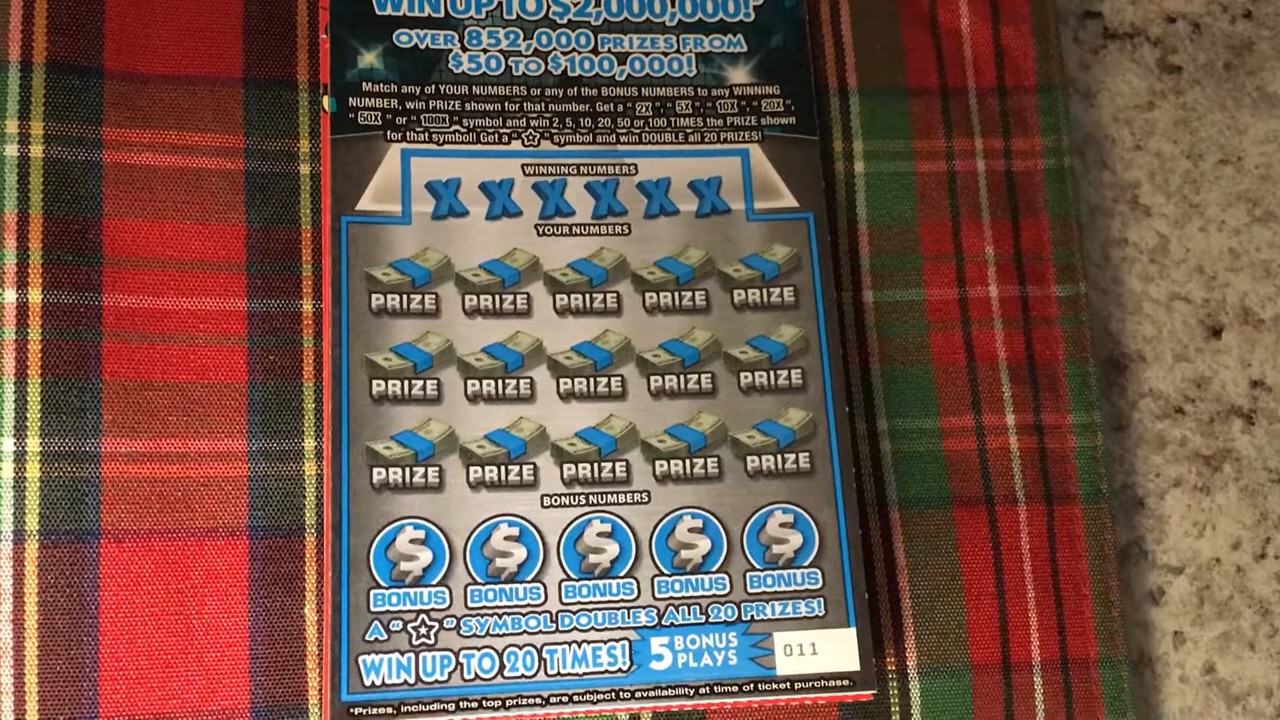 WIN UP TO $2,000,000!*
OVER 852,000 PRIZES FROM
$50 TO $100,000!
Match any of YOUR NUMBERS or any of the BONUS NUMBERS to any WINNING
NUMBER, win PRIZE shown for that number. Get a "2X", "5X", "10X", "20X",
"50X" or "100X" symbol and win 2, 5, 10, 20, 50 or 100 TIMES the PRIZE shown
for that symbol! Get a "☆" symbol and win DOUBLE all 20 PRIZES!
WINNING NUMBERS
X X X X X X
YOUR NUMBERS
PRIZE PRIZE PRIZE PRIZE PRIZE
PRIZE PRIZE PRIZE PRIZE PRIZE
PRIZE PRIZE PRIZE PRIZE PRIZE
BONUS NUMBERS
$ $ $ $ $
BONUS BONUS BONUS BONUS BONUS
A "☆" SYMBOL DOUBLES ALL 20 PRIZES!
WIN UP TO 20 TIMES! 5 BONUS PLAYS 011
*Prizes, including the top prizes, are subject to availability at time of ticket purchase.